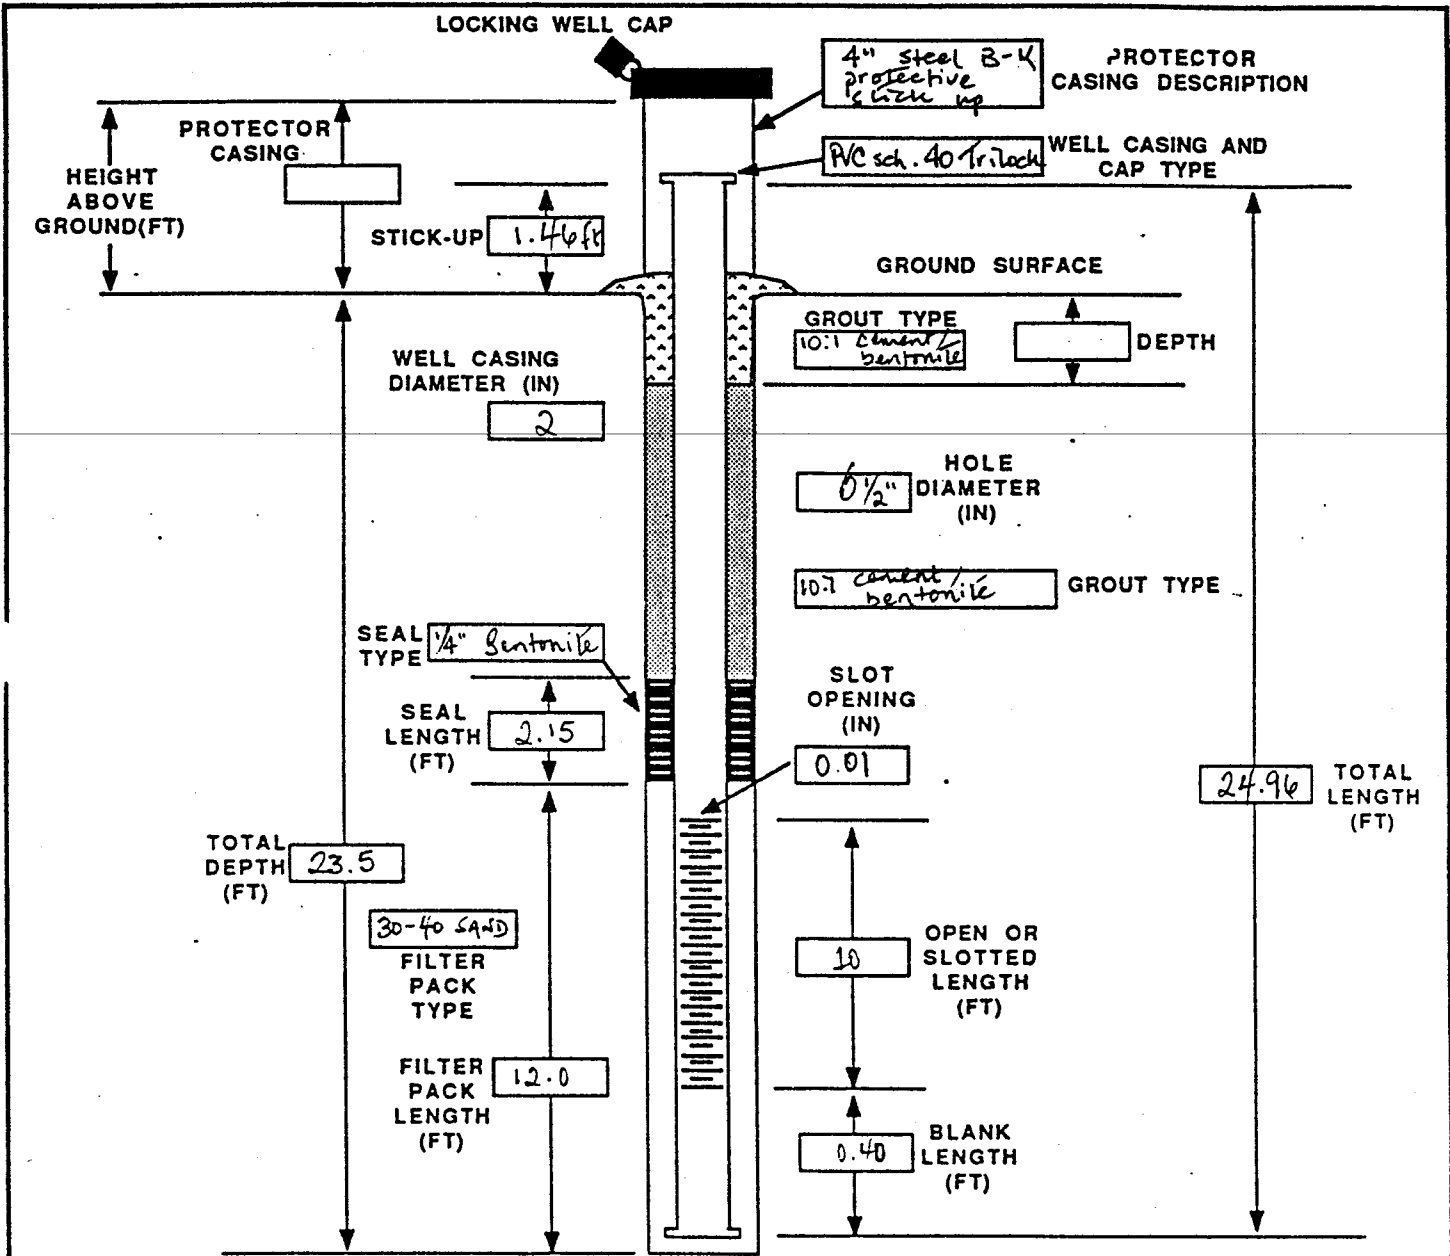 LOCKING WELL CAP
4" steel B-K
protective
stick up
PROTECTOR
CASING DESCRIPTION
PROTECTOR
CASING
HEIGHT
ABOVE
GROUND(FT)
STICK-UP
1.46ft
PVC sch. 40 Trilock
WELL CASING AND
CAP TYPE
GROUND SURFACE
GROUT TYPE
10:1 cement/
bentonite
DEPTH
WELL CASING
DIAMETER (IN)
2
6 1/2"
HOLE
DIAMETER
(IN)
10:1 cement/
bentonite
GROUT TYPE
SEAL
TYPE
1/4" Bentonite
SEAL
LENGTH
(FT)
2.15
SLOT
OPENING
(IN)
0.01
24.96
TOTAL
LENGTH
(FT)
TOTAL
DEPTH
(FT)
23.5
30-40 SAND
FILTER
PACK
TYPE
10
OPEN OR
SLOTTED
LENGTH
(FT)
FILTER
PACK
LENGTH
(FT)
12.0
0.40
BLANK
LENGTH
(FT)